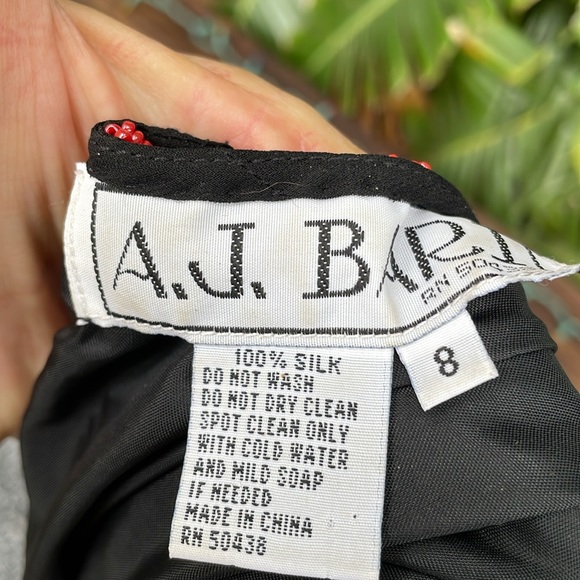 A.J. BARI
8
100% SILK
DO NOT WASH
DO NOT DRY CLEAN
SPOT CLEAN ONLY
WITH COLD WATER
AND MILD SOAP
IF NEEDED
MADE IN CHINA
RN 50438